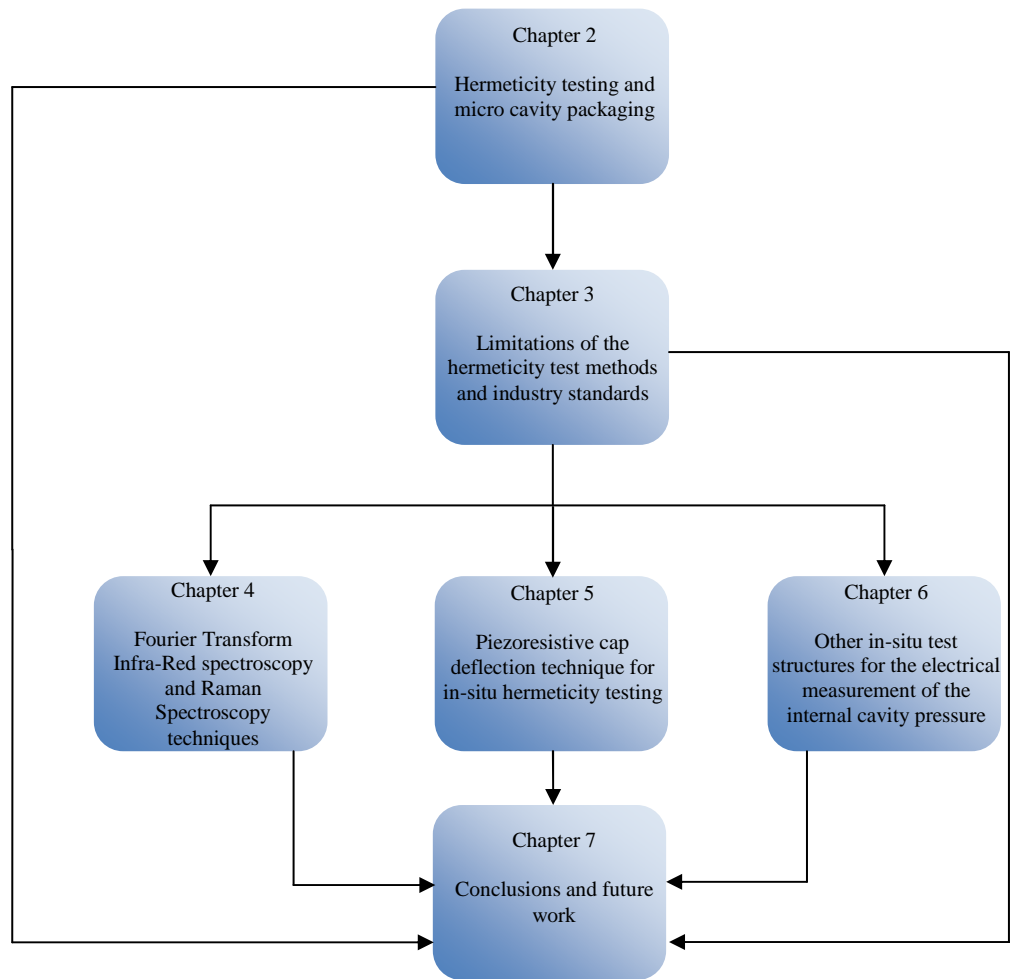 Chapter 2
Hermeticity testing and
micro cavity packaging
Chapter 3
Limitations of the
hermeticity test methods
and industry standards
Chapter 4
Fourier Transform
Infra-Red spectroscopy
and Raman
Spectroscopy
techniques
Chapter 5
Piezoresistive cap
deflection technique for
in-situ hermeticity testing
Chapter 6
Other in-situ test
structures for the electrical
measurement of the
internal cavity pressure
Chapter 7
Conclusions and future
work